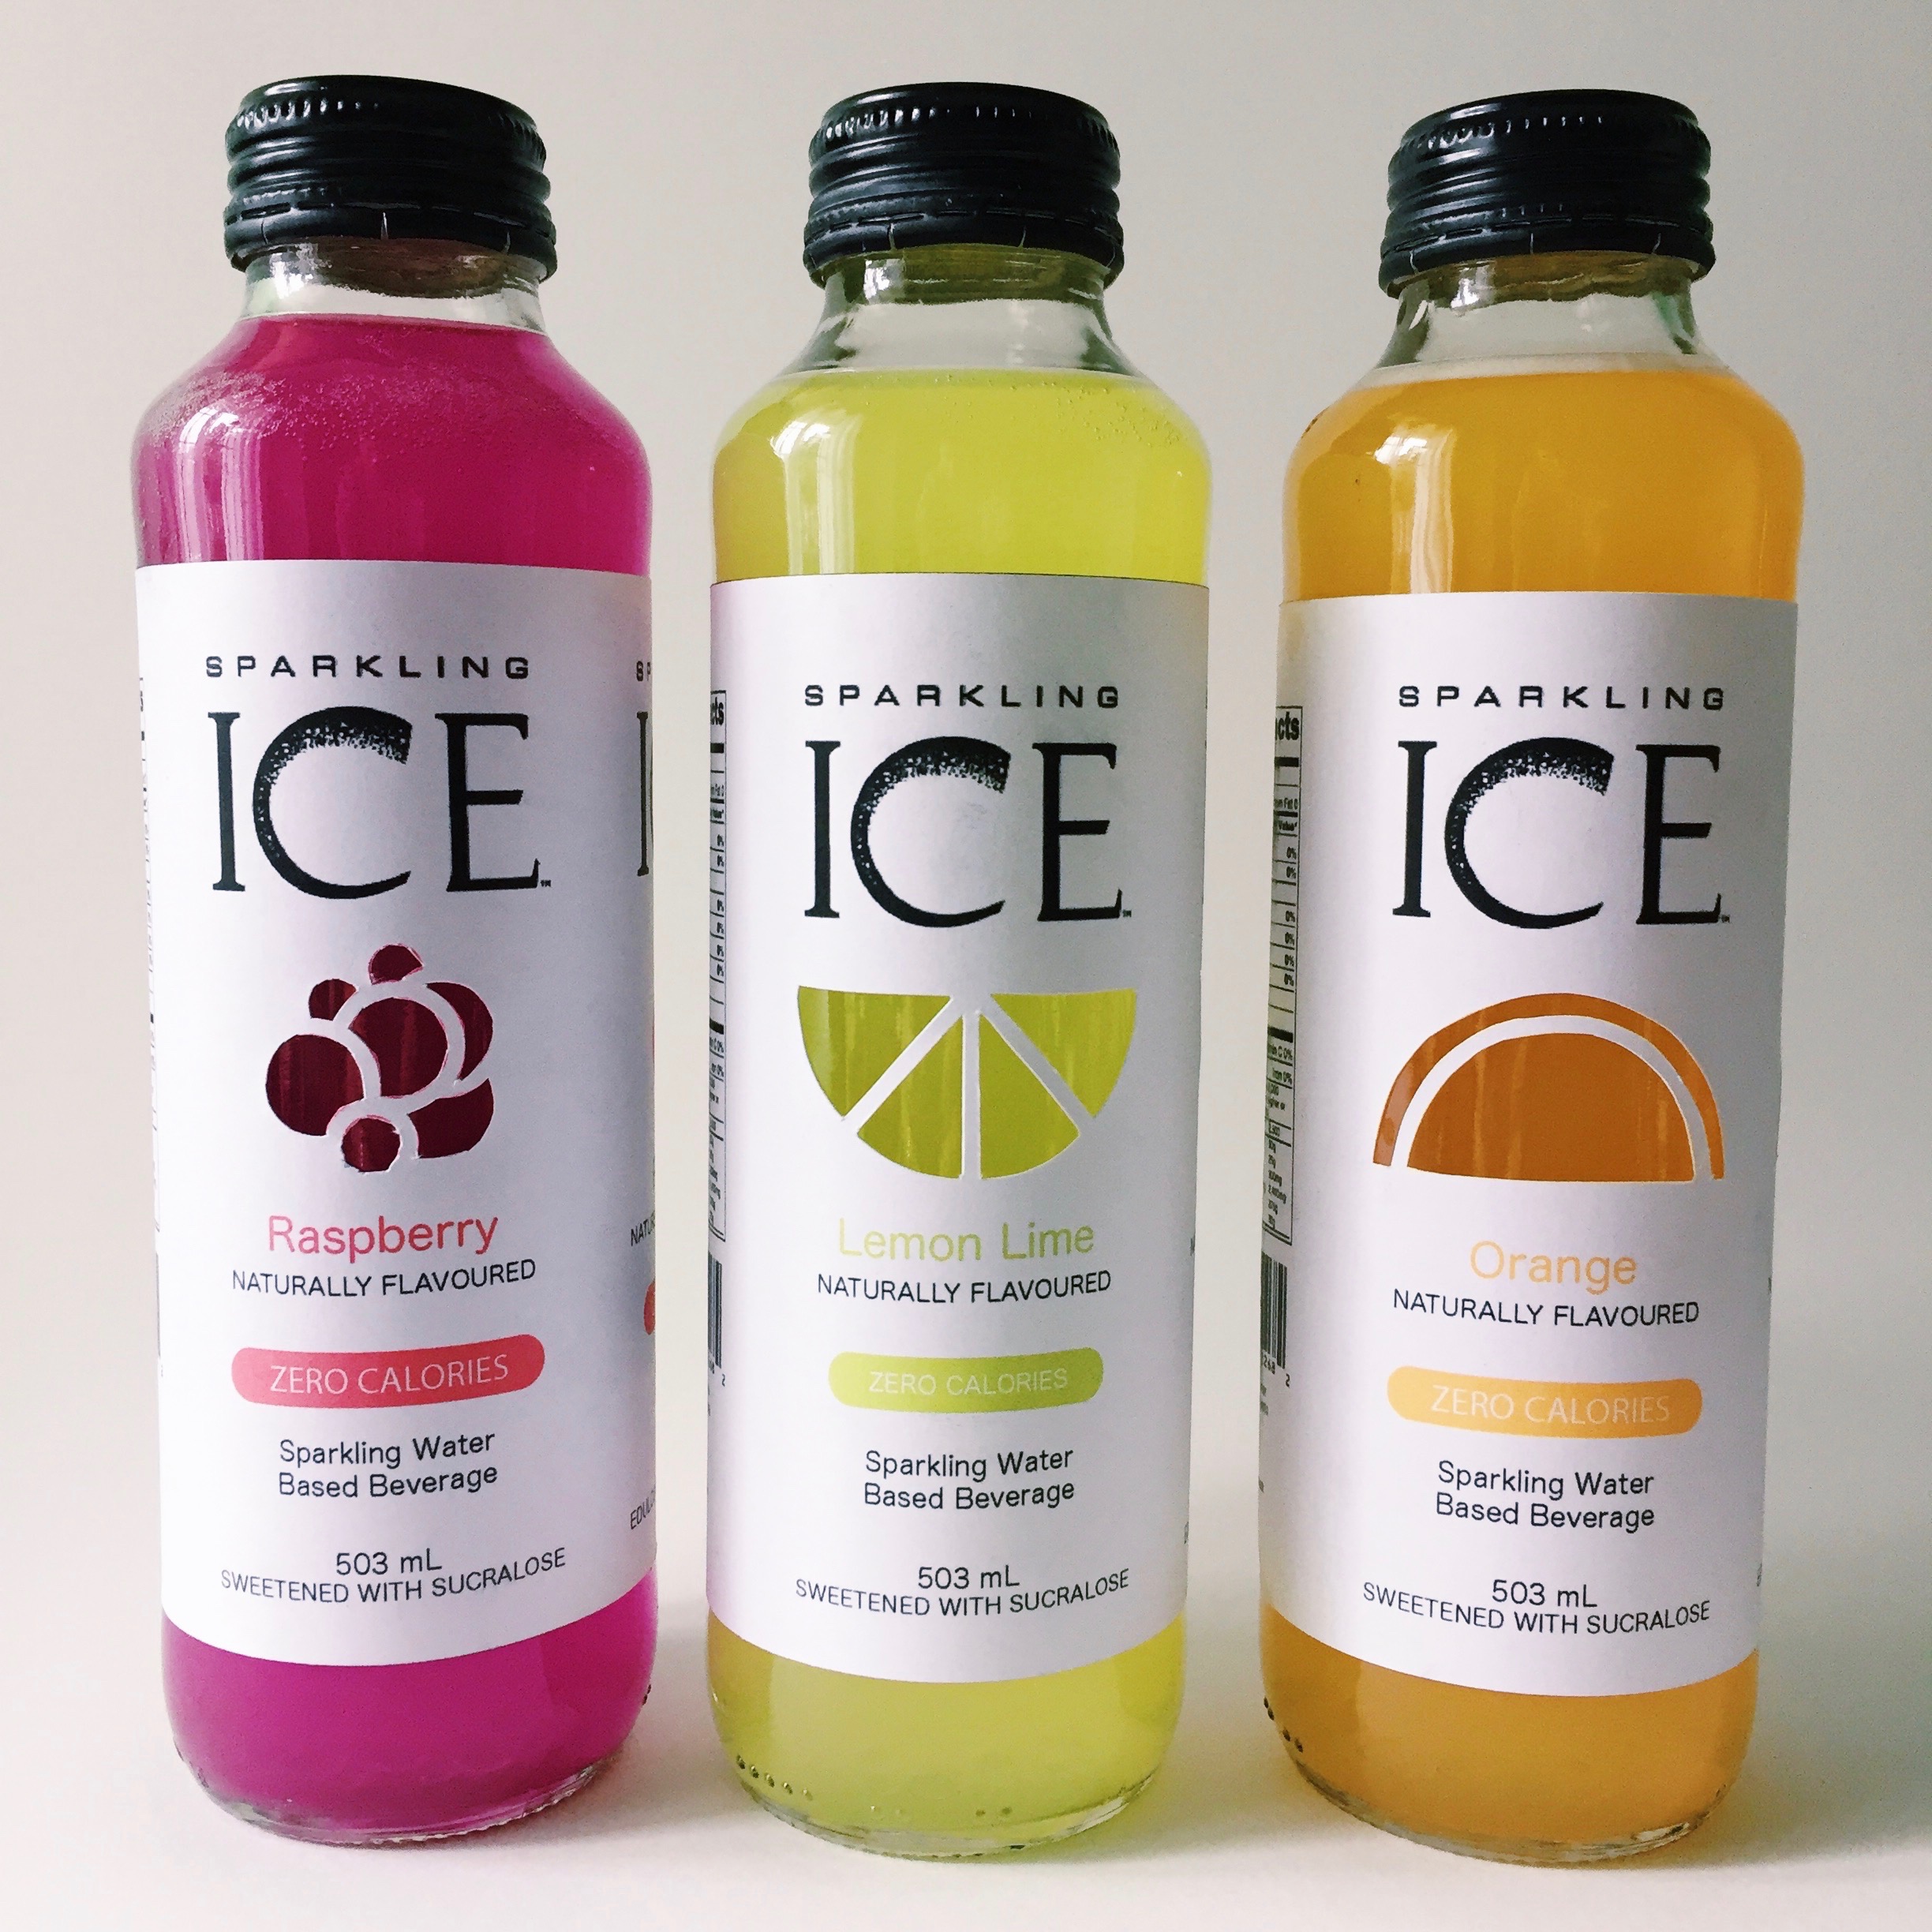 SPARKLING
ICE
Raspberry
NATURALLY FLAVOURED
ZERO CALORIES
Sparkling Water
Based Beverage
503 mL
SWEETENED WITH SUCRALOSE
SPARKLING
ICE
Lemon Lime
NATURALLY FLAVOURED
ZERO CALORIES
Sparkling Water
Based Beverage
503 mL
SWEETENED WITH SUCRALOSE
SPARKLING
ICE
Orange
NATURALLY FLAVOURED
ZERO CALORIES
Sparkling Water
Based Beverage
503 mL
SWEETENED WITH SUCRALOSE